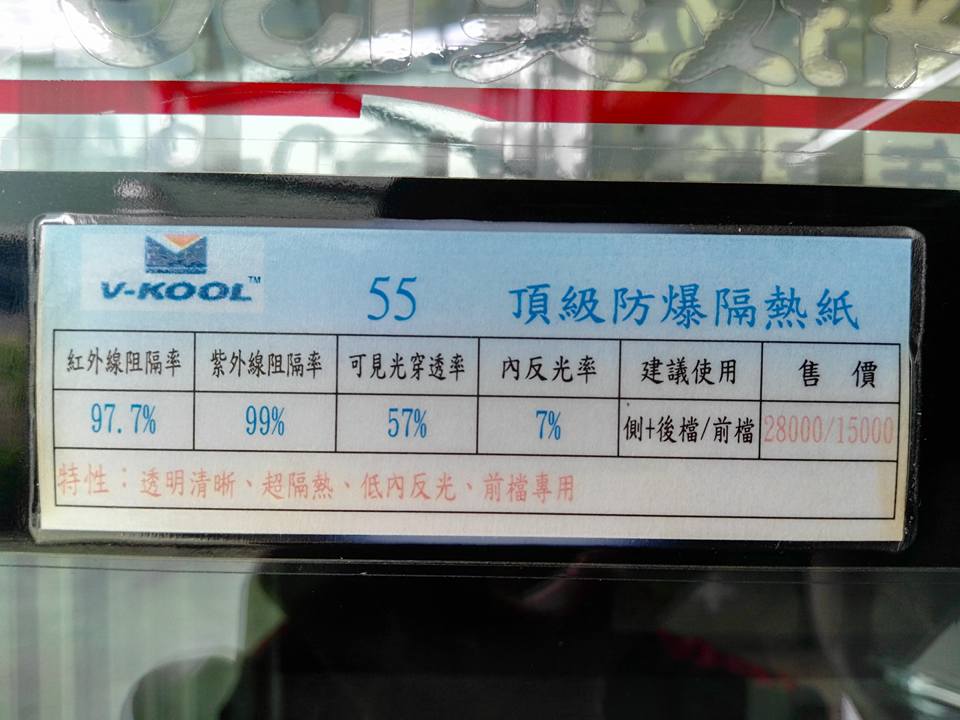 V-KOOL™
55 頂級防爆隔熱紙
紅外線阻隔率 紫外線阻隔率 可見光穿透率 內反光率 建議使用 售 價
97.7% 99% 57% 7% 側+後檔/前檔 28000/15000
特性：透明清晰、超隔熱、低內反光、前檔專用